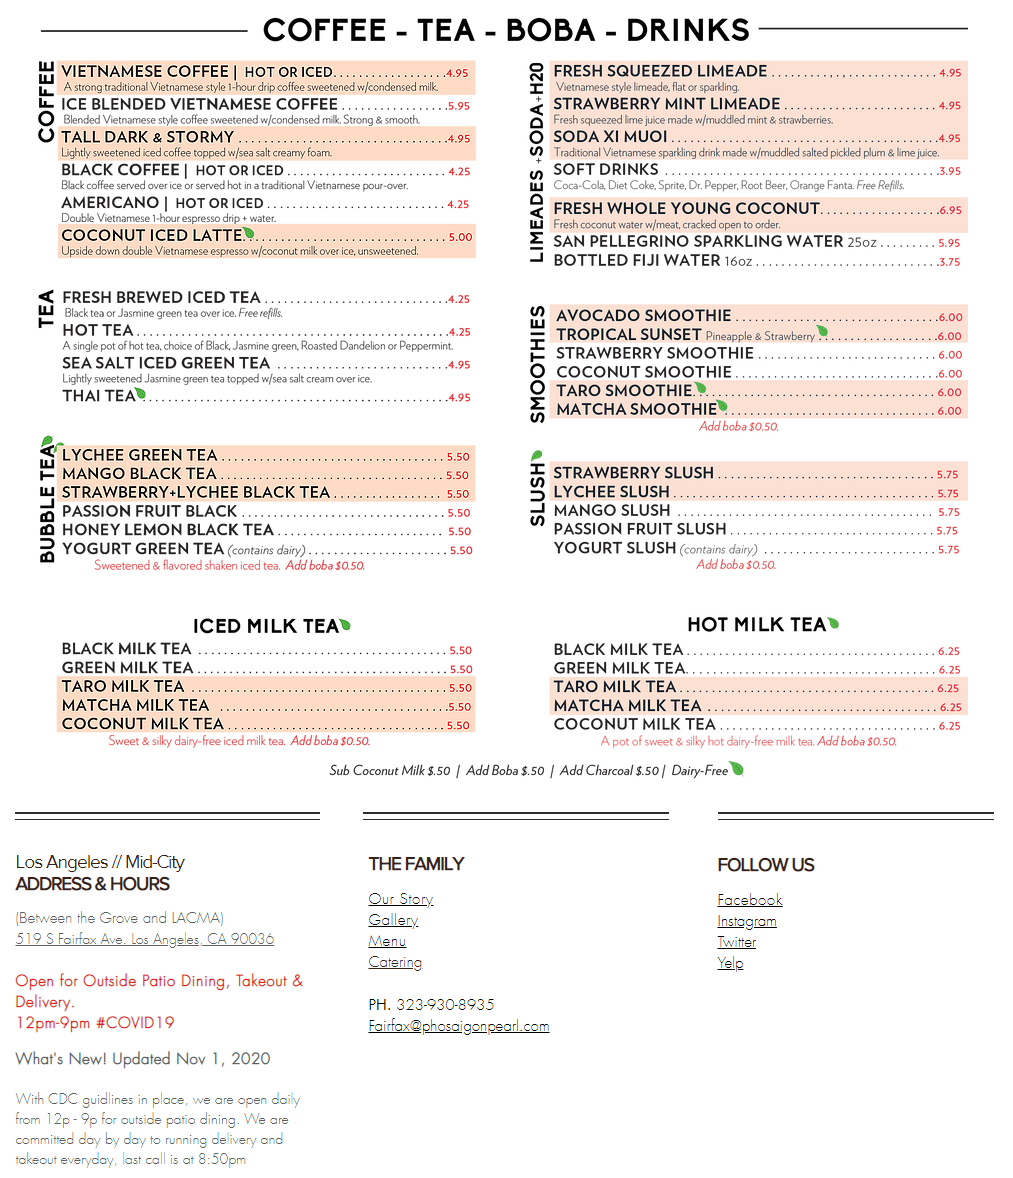 COFFEE - TEA - BOBA - DRINKS
COFFEE
VIETNAMESE COFFEE | HOT OR ICED. . . . . . . . . . . . . . . . .4.95
A strong traditional Vietnamese style 1-hour drip coffee sweetened w/condensed milk.
ICE BLENDED VIETNAMESE COFFEE . . . . . . . . . . . . . . . .5.95
Blended Vietnamese style coffee sweetened w/condensed milk. Strong & smooth.
TALL DARK & STORMY . . . . . . . . . . . . . . . . . . . . . . . . . . . . . . .4.95
Lightly sweetened iced coffee topped w/sea salt creamy foam.
BLACK COFFEE | HOT OR ICED . . . . . . . . . . . . . . . . . . . . . . . . 4.25
Black coffee served over ice or served hot in a traditional Vietnamese pour-over.
AMERICANO | HOT OR ICED . . . . . . . . . . . . . . . . . . . . . . . . . . . 4.25
Double Vietnamese 1-hour espresso drip + water.
COCONUT ICED LATTE. . . . . . . . . . . . . . . . . . . . . . . . . . . . . . 5.00
Upside down double Vietnamese espresso w/coconut milk over ice, unsweetened.
TEA
FRESH BREWED ICED TEA . . . . . . . . . . . . . . . . . . . . . . . . . . . .4.25
Black tea or Jasmine green tea over ice. Free refills.
HOT TEA . . . . . . . . . . . . . . . . . . . . . . . . . . . . . . . . . . . . . . . . . . . . . . .4.25
A single pot of hot tea, choice of Black, Jasmine green, Roasted Dandelion or Peppermint.
SEA SALT ICED GREEN TEA . . . . . . . . . . . . . . . . . . . . . . . . . .4.95
Lightly sweetened Jasmine green tea topped w/sea salt cream over ice.
THAI TEA . . . . . . . . . . . . . . . . . . . . . . . . . . . . . . . . . . . . . . . . . . . . . .4.95
BUBBLE TEA
LYCHEE GREEN TEA . . . . . . . . . . . . . . . . . . . . . . . . . . . . . . . . . . 5.50
MANGO BLACK TEA . . . . . . . . . . . . . . . . . . . . . . . . . . . . . . . . . . 5.50
STRAWBERRY+LYCHEE BLACK TEA . . . . . . . . . . . . . . . . . 5.50
PASSION FRUIT BLACK . . . . . . . . . . . . . . . . . . . . . . . . . . . . . . .5.50
HONEY LEMON BLACK TEA . . . . . . . . . . . . . . . . . . . . . . . . . 5.50
YOGURT GREEN TEA (contains dairy) . . . . . . . . . . . . . . . . . . . . . 5.50
Sweetened & flavored shaken iced tea. Add boba $0.50.
LIMEADES + SODA + H20
FRESH SQUEEZED LIMEADE . . . . . . . . . . . . . . . . . . . . . . . . . 4.95
Vietnamese style limeade, flat or sparkling.
STRAWBERRY MINT LIMEADE . . . . . . . . . . . . . . . . . . . . . . . 4.95
Fresh squeezed lime juice made w/muddled mint & strawberries.
SODA XI MUOI . . . . . . . . . . . . . . . . . . . . . . . . . . . . . . . . . . . . . . . .4.95
Traditional Vietnamese sparkling drink made w/muddled salted pickled plum & lime juice.
SOFT DRINKS . . . . . . . . . . . . . . . . . . . . . . . . . . . . . . . . . . . . . . . . .3.95
Coca-Cola, Diet Coke, Sprite, Dr. Pepper, Root Beer, Orange Fanta. Free Refills.
FRESH WHOLE YOUNG COCONUT. . . . . . . . . . . . . . . . . .6.95
Fresh coconut water w/meat, cracked open to order.
SAN PELLEGRINO SPARKLING WATER 25oz . . . . . . . . . 5.95
BOTTLED FIJI WATER 16oz . . . . . . . . . . . . . . . . . . . . . . . . . . . .3.75
SMOOTHIES
AVOCADO SMOOTHIE . . . . . . . . . . . . . . . . . . . . . . . . . . . . . . .6.00
TROPICAL SUNSET Pineapple & Strawberry . . . . . . . . . . . . . . . . . .6.00
STRAWBERRY SMOOTHIE . . . . . . . . . . . . . . . . . . . . . . . . . . . 6.00
COCONUT SMOOTHIE . . . . . . . . . . . . . . . . . . . . . . . . . . . . . . .6.00
TARO SMOOTHIE. . . . . . . . . . . . . . . . . . . . . . . . . . . . . . . . . . . . . 6.00
MATCHA SMOOTHIE . . . . . . . . . . . . . . . . . . . . . . . . . . . . . . . . 6.00
Add boba $0.50.
SLUSH
STRAWBERRY SLUSH . . . . . . . . . . . . . . . . . . . . . . . . . . . . . . . . . 5.75
LYCHEE SLUSH . . . . . . . . . . . . . . . . . . . . . . . . . . . . . . . . . . . . . . . . 5.75
MANGO SLUSH . . . . . . . . . . . . . . . . . . . . . . . . . . . . . . . . . . . . . . . 5.75
PASSION FRUIT SLUSH . . . . . . . . . . . . . . . . . . . . . . . . . . . . . . . 5.75
YOGURT SLUSH (contains dairy) . . . . . . . . . . . . . . . . . . . . . . . . . . 5.75
Add boba $0.50.
ICED MILK TEA
BLACK MILK TEA . . . . . . . . . . . . . . . . . . . . . . . . . . . . . . . . . . . . . . 5.50
GREEN MILK TEA . . . . . . . . . . . . . . . . . . . . . . . . . . . . . . . . . . . . . . 5.50
TARO MILK TEA . . . . . . . . . . . . . . . . . . . . . . . . . . . . . . . . . . . . . . .5.50
MATCHA MILK TEA . . . . . . . . . . . . . . . . . . . . . . . . . . . . . . . . . . .5.50
COCONUT MILK TEA . . . . . . . . . . . . . . . . . . . . . . . . . . . . . . . . . 5.50
Sweet & silky dairy-free iced milk tea. Add boba $0.50.
HOT MILK TEA
BLACK MILK TEA . . . . . . . . . . . . . . . . . . . . . . . . . . . . . . . . . . . . . . 6.25
GREEN MILK TEA. . . . . . . . . . . . . . . . . . . . . . . . . . . . . . . . . . . . . . 6.25
TARO MILK TEA . . . . . . . . . . . . . . . . . . . . . . . . . . . . . . . . . . . . . . . 6.25
MATCHA MILK TEA . . . . . . . . . . . . . . . . . . . . . . . . . . . . . . . . . . . 6.25
COCONUT MILK TEA . . . . . . . . . . . . . . . . . . . . . . . . . . . . . . . . . 6.25
A pot of sweet & silky hot dairy-free milk tea. Add boba $0.50.
Sub Coconut Milk $.50 | Add Boba $.50 | Add Charcoal $.50 | Dairy-Free
Los Angeles // Mid-City
ADDRESS & HOURS
(Between the Grove and LACMA)
519 S Fairfax Ave. Los Angeles, CA 90036
Open for Outside Patio Dining, Takeout &
Delivery.
12pm-9pm #COVID19
What's New! Updated Nov 1, 2020
With CDC guidlines in place, we are open daily
from 12p - 9p for outside patio dining. We are
committed day by day to running delivery and
takeout everyday, last call is at 8:50pm
THE FAMILY
Our Story
Gallery
Menu
Catering
PH. 323-930-8935
Fairfax@phosaigonpearl.com
FOLLOW US
Facebook
Instagram
Twitter
Yelp